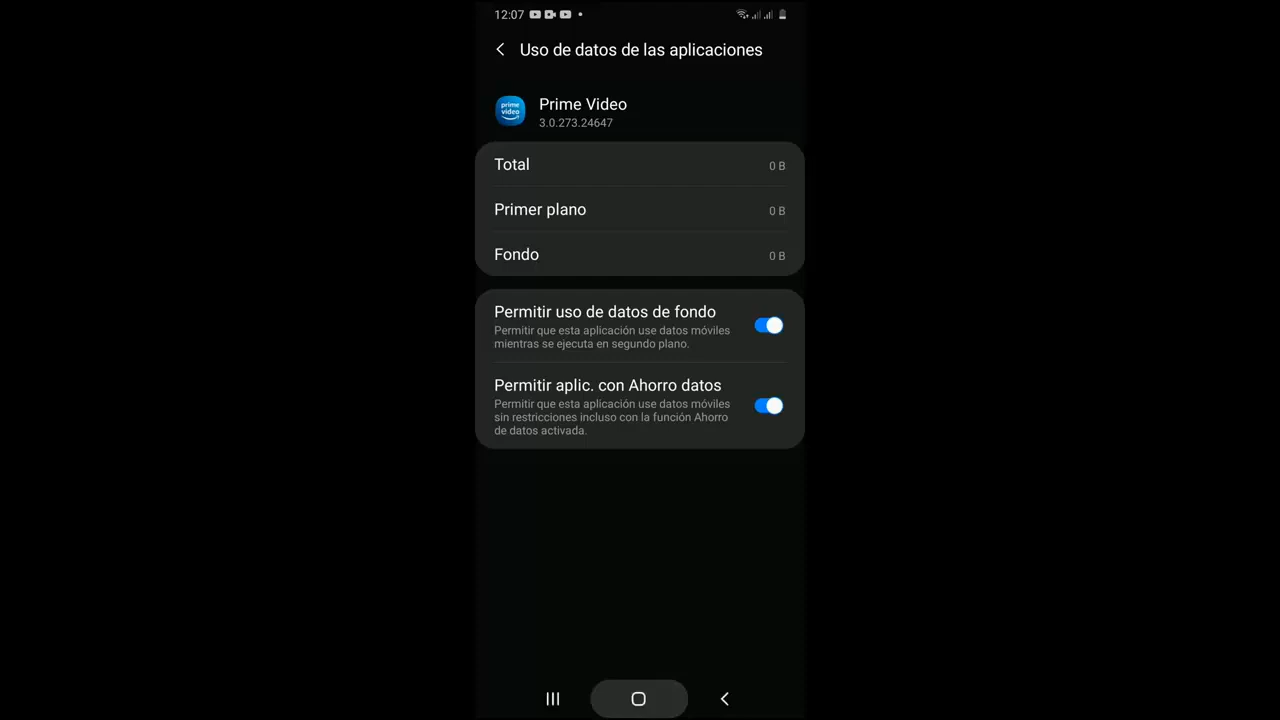 12:07
Uso de datos de las aplicaciones
prime
video
Prime Video
3.0.273.24647
Total 0 B
Primer plano 0 B
Fondo 0 B
Permitir uso de datos de fondo
Permitir que esta aplicación use datos móviles
mientras se ejecuta en segundo plano.
Permitir aplic. con Ahorro datos
Permitir que esta aplicación use datos móviles
sin restricciones incluso con la función Ahorro
de datos activada.